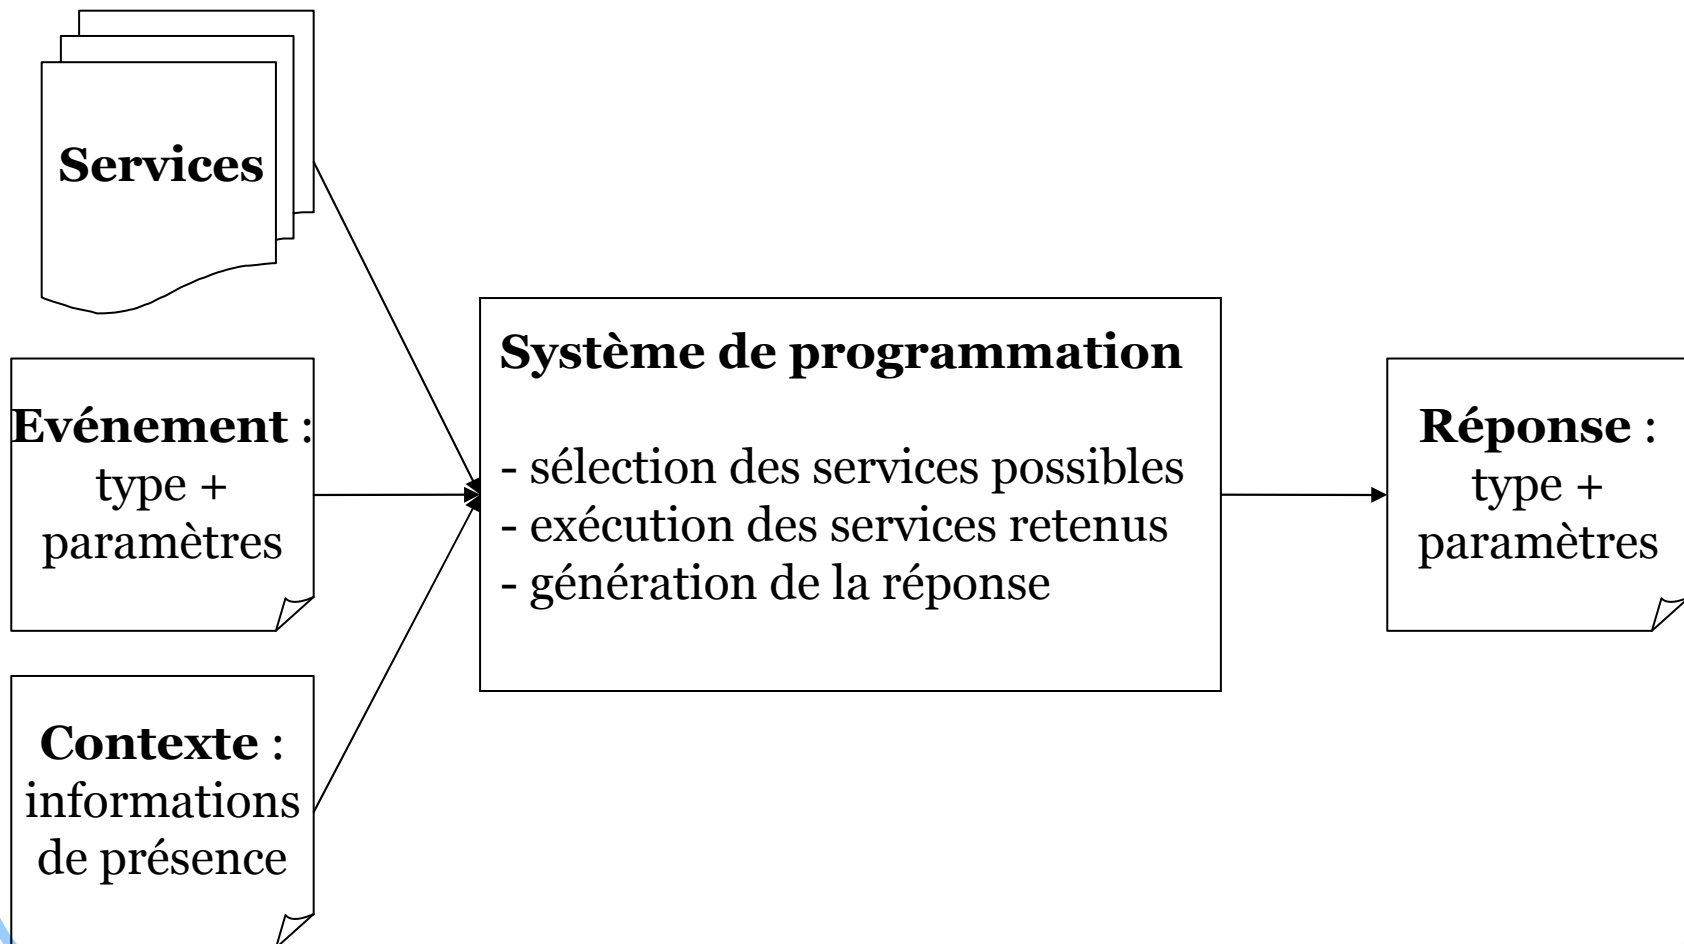 Services
Evénement :
type +
paramètres
Contexte :
informations
de présence
Système de programmation
- sélection des services possibles
- exécution des services retenus
- génération de la réponse
Réponse :
type +
paramètres